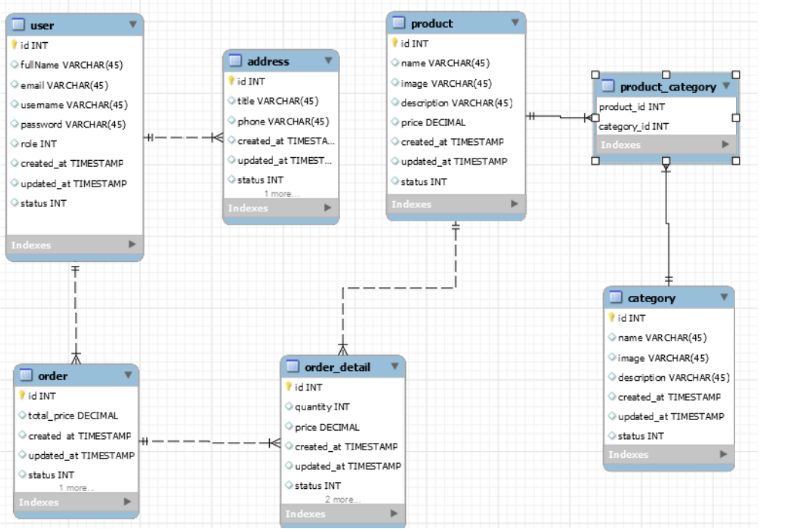 user
id INT
fullName VARCHAR(45)
email VARCHAR(45)
username VARCHAR(45)
password VARCHAR(45)
role INT
created_at TIMESTAMP
updated_at TIMESTAMP
status INT
Indexes
address
id INT
title VARCHAR(45)
phone VARCHAR(45)
created_at TIMESTA...
updated_at TIMEST...
status INT
1 more...
Indexes
product
id INT
name VARCHAR(45)
image VARCHAR(45)
description VARCHAR(45)
price DECIMAL
created_at TIMESTAMP
updated_at TIMESTAMP
status INT
Indexes
product_category
product_id INT
category_id INT
Indexes
order
id INT
total_price DECIMAL
created_at TIMESTAMP
updated_at TIMESTAMP
status INT
1 more...
Indexes
order_detail
id INT
quantity INT
price DECIMAL
created_at TIMESTAMP
updated_at TIMESTAMP
status INT
2 more...
Indexes
category
id INT
name VARCHAR(45)
image VARCHAR(45)
description VARCHAR(45)
created_at TIMESTAMP
updated_at TIMESTAMP
status INT
Indexes